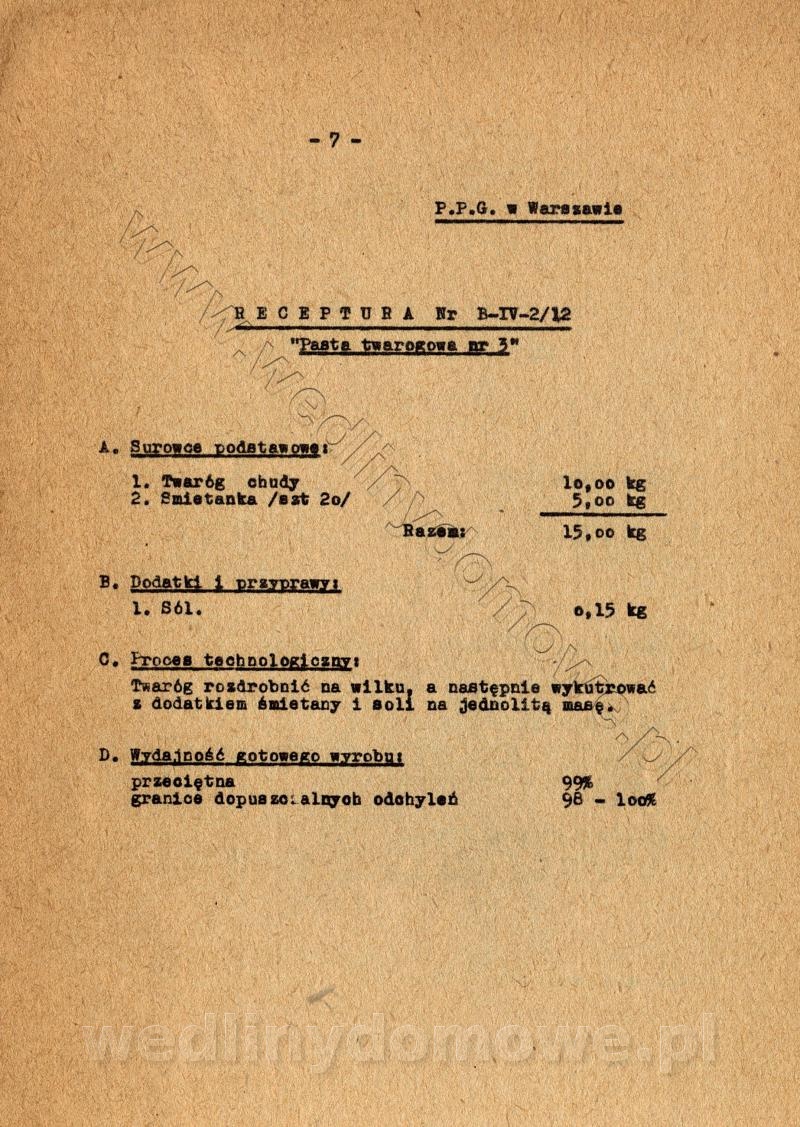 - 7 -
P.P.G. w Warszawie
RECEPTURA Nr B-IV-2/12
"Pasta twarogowa nr 3"
A. Surowce podstawowe:
1. Twaróg chudy 10,00 kg
2. Smietanka /szt 20/ 5,00 kg
Razem: 15,00 kg
B. Dodatki i przyprawy:
1. Sól. 0,15 kg
C. Proces technologiczny:
Twaróg rozdrobnić na wilku, a następnie wykutrować
z dodatkiem śmietany i soli na jednolitą masę.
D. Wydajność gotowego wyrobu:
przeciętna 99%
granice dopuszczalnych odchyleń 98 - 100%
www.wedlinydomowe.pl
wedlinydomowe.pl